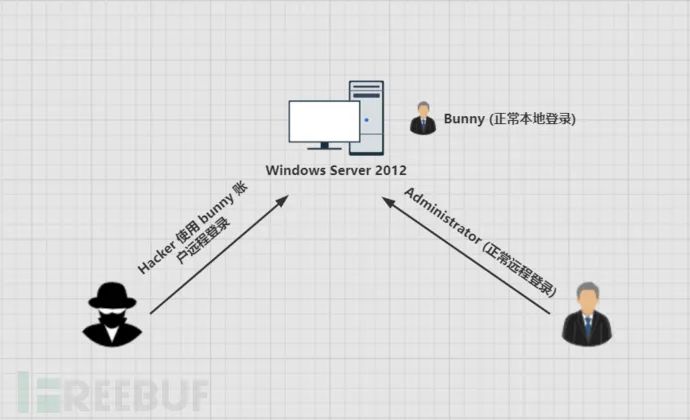 Bunny (正常本地登录)
Windows Server 2012
Hacker 使用 bunny 账
户远程登录
Administrator (正常远程登录)
REEBUF